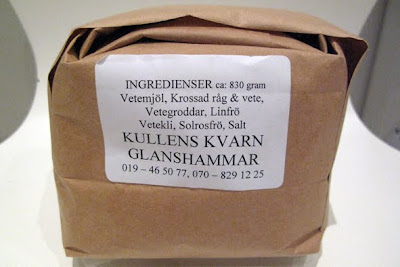 INGREDIENSER ca: 830 gram
Vetemjöl, Krossad råg & vete,
Vetegroddar, Linfrö
Vetekli, Solrosfrö, Salt
KULLENS KVARN
GLANSHAMMAR
019 – 46 50 77, 070 – 829 12 25